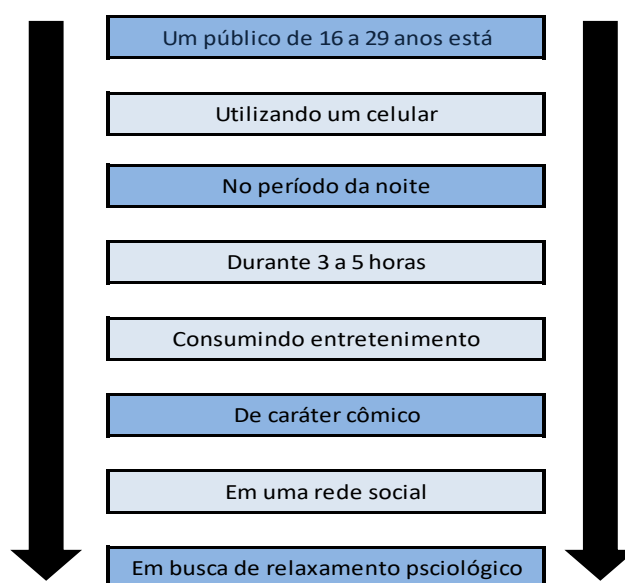 Um público de 16 a 29 anos está
Utilizando um celular
No período da noite
Durante 3 a 5 horas
Consumindo entretenimento
De caráter cômico
Em uma rede social
Em busca de relaxamento psciológico